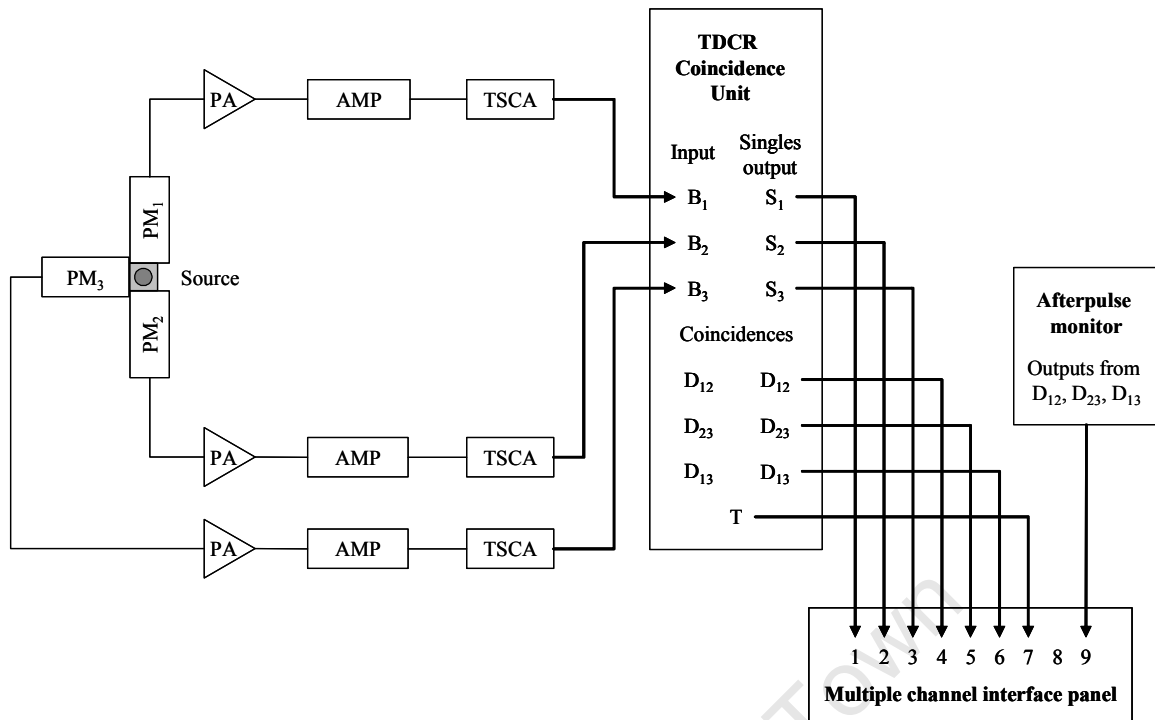 TDCR
Coincidence
Unit
PA
AMP
TSCA
Input
Singles
output
B₁
S₁
B₂
S₂
B₃
S₃
PM₁
PM₃
Source
PM₂
Coincidences
D₁₂
D₁₂
D₂₃
D₂₃
D₁₃
D₁₃
T
PA
AMP
TSCA
PA
AMP
TSCA
Afterpulse
monitor
Outputs from
D₁₂, D₂₃, D₁₃
1 2 3 4 5 6 7 8 9
Multiple channel interface panel
Town